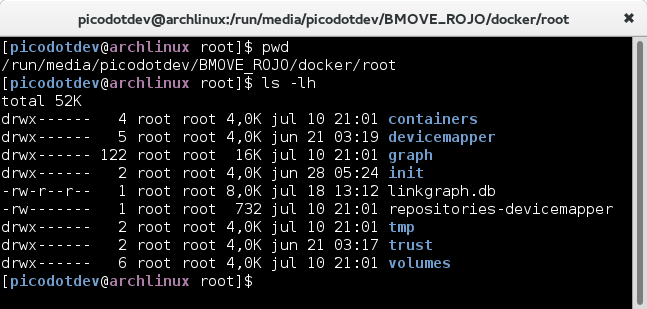 picodotdev@archlinux:/run/media/picodotdev/BMOVE_ROJO/docker/root ×
[picodotdev@archlinux root]$ pwd
/run/media/picodotdev/BMOVE_ROJO/docker/root
[picodotdev@archlinux root]$ ls -lh
total 52K
drwx------   4 root root 4,0K jul 10 21:01 containers
drwx------   5 root root 4,0K jun 21 03:19 devicemapper
drwx------ 122 root root  16K jul 10 21:01 graph
drwx------   2 root root 4,0K jun 28 05:24 init
-rw-r--r--   1 root root 8,0K jul 18 13:12 linkgraph.db
-rw-------   1 root root  732 jul 10 21:01 repositories-devicemapper
drwx------   2 root root 4,0K jul 10 21:01 tmp
drwx------   2 root root 4,0K jun 21 03:17 trust
drwx------   6 root root 4,0K jul 10 21:01 volumes
[picodotdev@archlinux root]$